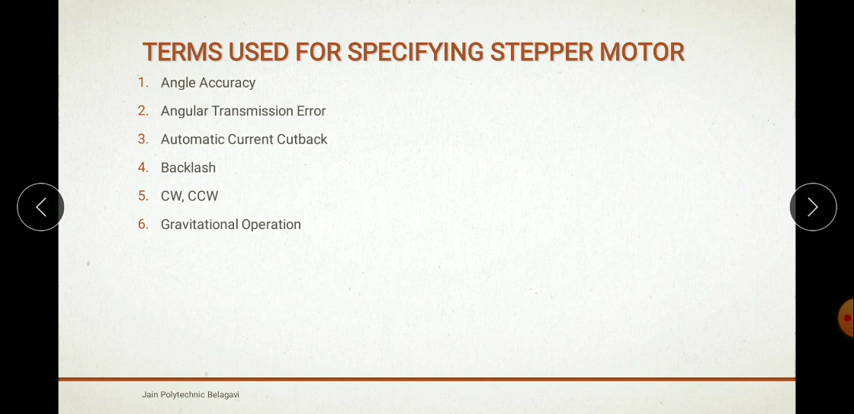 TERMS USED FOR SPECIFYING STEPPER MOTOR
1. Angle Accuracy
2. Angular Transmission Error
3. Automatic Current Cutback
4. Backlash
5. CW, CCW
6. Gravitational Operation
Jain Polytechnic Belagavi